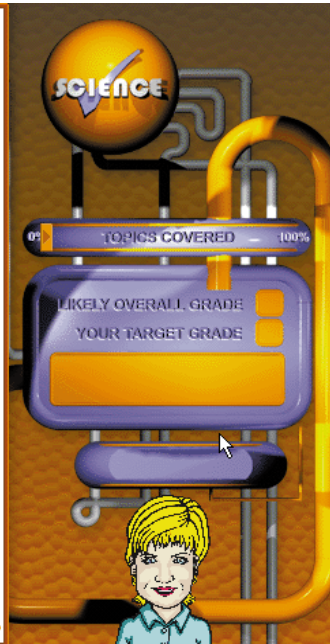 SCIENCE
0% TOPICS COVERED 100%
LIKELY OVERALL GRADE
YOUR TARGET GRADE